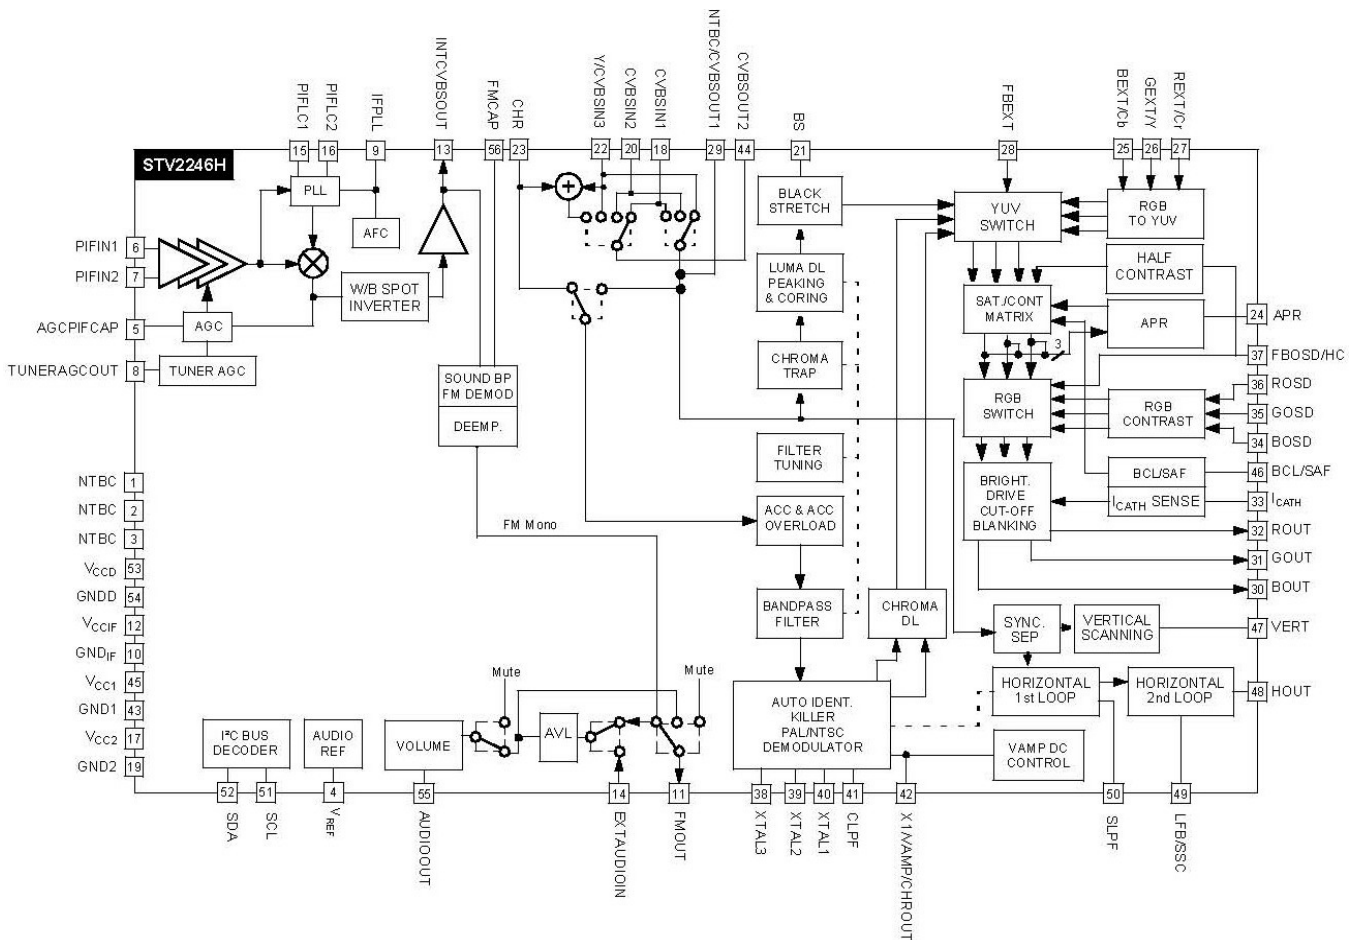 INTCVBSOUT
NTBC/CVBSOUT1
PIFLC1
PIFLC2
IFPLL
FMCAP
CHR
Y/CVBSIN3
CVBSIN2
CVBSIN1
CVBSOUT2
BS
FBEXT
BEXT/Cb
GEXT/Y
REXT/Cr
15
16
9
13
56
23
22
20
18
29
44
21
28
25
26
27
STV2246H
PLL
AFC
BLACK
STRETCH
YUV
SWITCH
RGB
TO YUV
PIFIN1
6
PIFIN2
7
W/B SPOT
INVERTER
LUMA DL
PEAKING
& CORING
HALF
CONTRAST
SAT./CONT
MATRIX
APR
24
APR
AGCPIFCAP
5
AGC
3
TUNERAGCOUT
8
TUNER AGC
CHROMA
TRAP
37
FBOSD/HC
SOUND BP
FM DEMOD
DEEMP.
RGB
SWITCH
RGB
CONTRAST
36
ROSD
35
GOSD
34
BOSD
FILTER
TUNING
BCL/SAF
46
BCL/SAF
NTBC
1
BRIGHT.
DRIVE
CUT-OFF
BLANKING
ICATH SENSE
33
ICATH
NTBC
2
ACC & ACC
OVERLOAD
FM Mono
32
ROUT
NTBC
3
31
GOUT
VCCD
53
30
BOUT
GNDD
54
BANDPASS
FILTER
CHROMA
DL
VCCIF
12
SYNC.
SEP
VERTICAL
SCANNING
47
VERT
GNDIF
10
Mute
Mute
VCC1
45
AUTO IDENT.
KILLER
PAL/NTSC
DEMODULATOR
HORIZONTAL
1st LOOP
HORIZONTAL
2nd LOOP
48
HOUT
GND1
43
VCC2
17
I²C BUS
DECODER
AUDIO
REF
VOLUME
AVL
VAMP DC
CONTROL
GND2
19
52
51
4
55
14
11
38
39
40
41
42
50
49
SDA
SCL
VREF
AUDIOOUT
EXTAUDIOIN
FMOUT
XTAL3
XTAL2
XTAL1
CLPF
X1/VAMP/CHROUT
SLPF
LFB/SSC